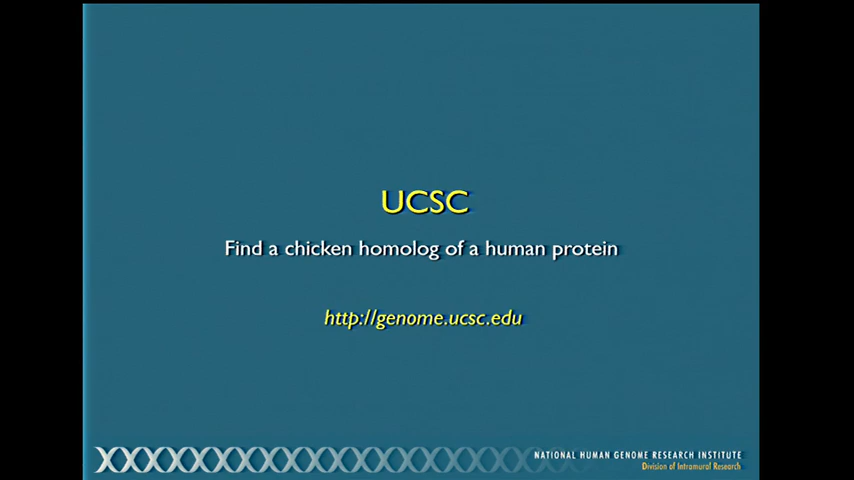 UCSC
Find a chicken homolog of a human protein
http://genome.ucsc.edu
NATIONAL HUMAN GENOME RESEARCH INSTITUTE
Division of Intramural Research